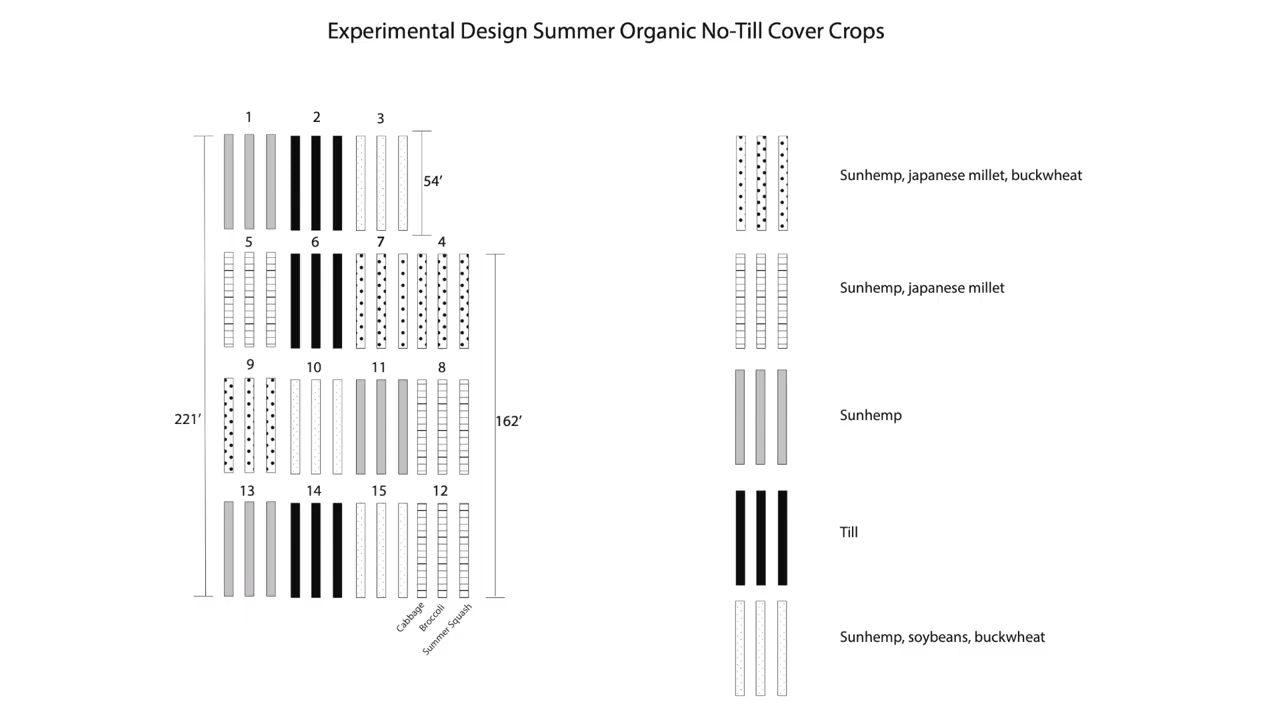 Experimental Design Summer Organic No-Till Cover Crops
1 2 3
54′
5 6 7 4
9 10 11 8
221′
162′
13 14 15 12
Cabbage
Broccoli
Summer Squash
Sunhemp, japanese millet, buckwheat
Sunhemp, japanese millet
Sunhemp
Till
Sunhemp, soybeans, buckwheat